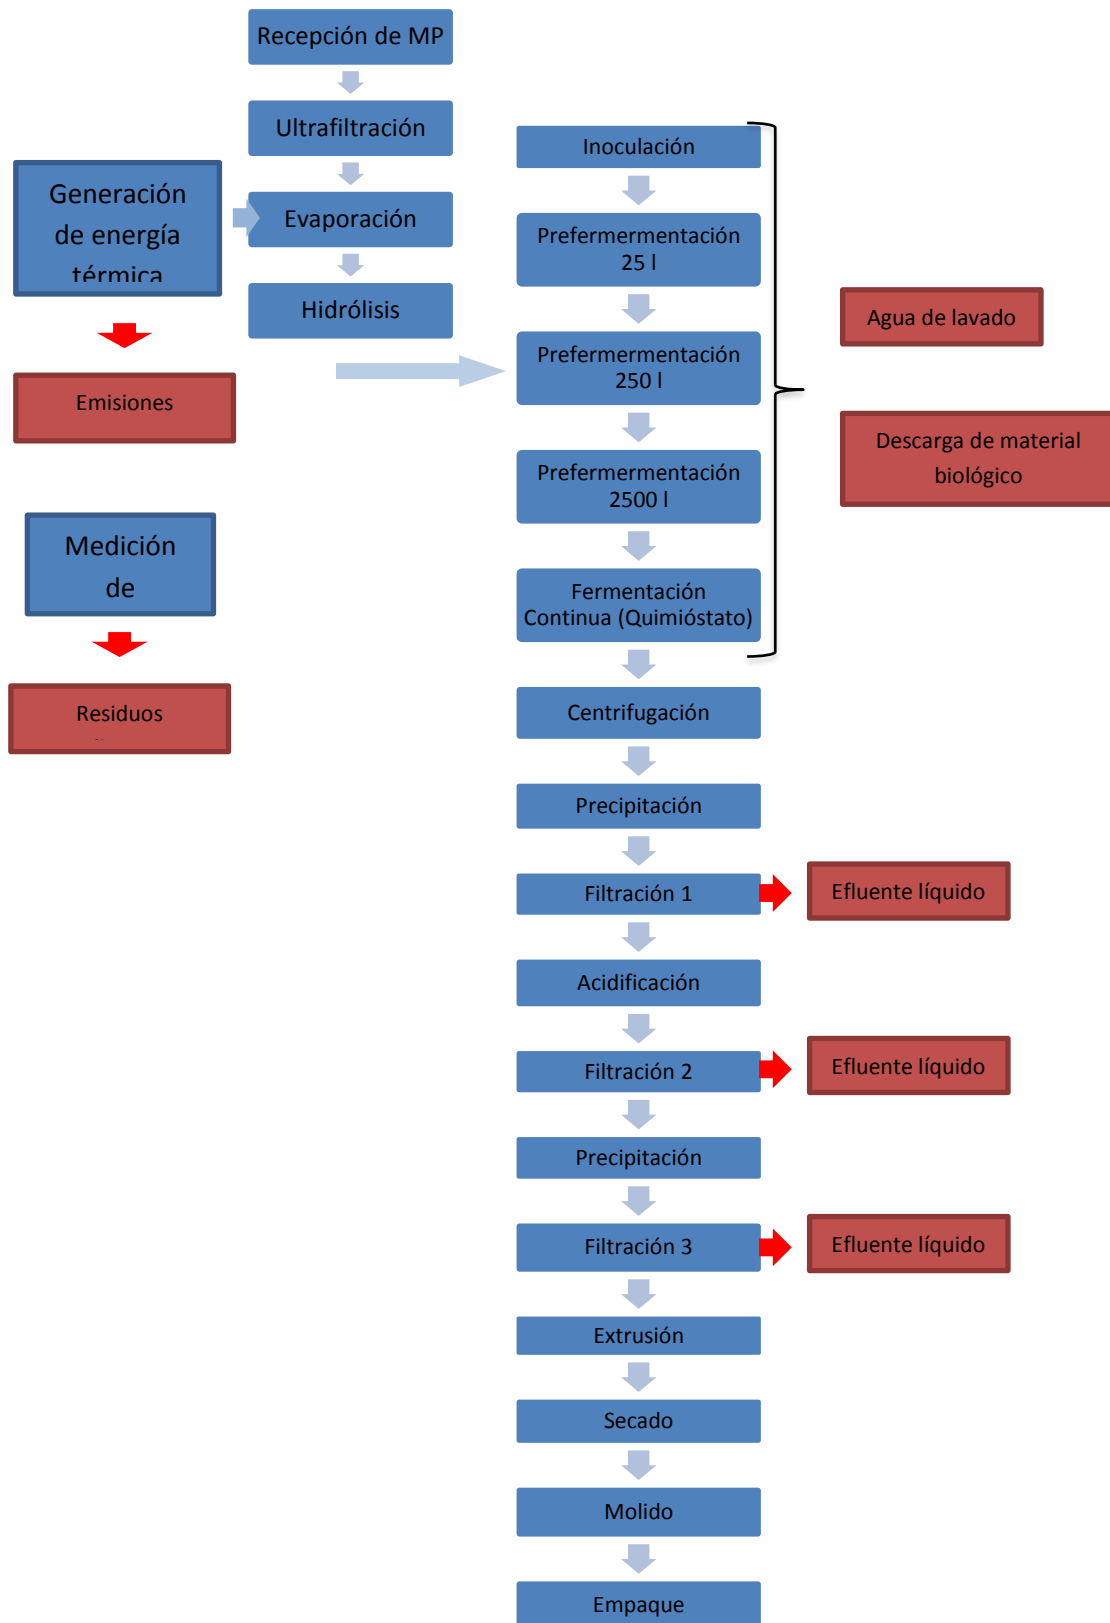 Recepción de MP
Ultrafiltración
Evaporación
Hidrólisis
Generación
de energía
térmica
Emisiones
Medición
de
Residuos
Inoculación
Prefermermentación
25 l
Prefermermentación
250 l
Prefermermentación
2500 l
Fermentación
Continua (Quimióstato)
Agua de lavado
Descarga de material
biológico
Centrifugación
Precipitación
Filtración 1
Efluente líquido
Acidificación
Filtración 2
Efluente líquido
Precipitación
Filtración 3
Efluente líquido
Extrusión
Secado
Molido
Empaque